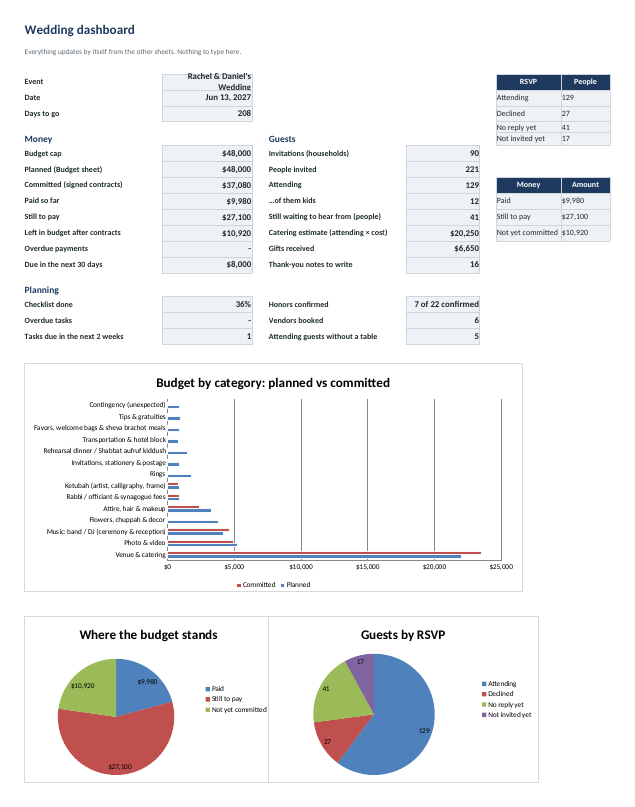 Wedding dashboard
Everything updates by itself from the other sheets. Nothing to type here.
Event
Rachel & Daniel's
Wedding
Date
Jun 13, 2027
Days to go
208
RSVP People
Attending 129
Declined 27
No reply yet 41
Not invited yet 17
Money
Budget cap $48,000
Planned (Budget sheet) $48,000
Committed (signed contracts) $37,080
Paid so far $9,980
Still to pay $27,100
Left in budget after contracts $10,920
Overdue payments -
Due in the next 30 days $8,000
Guests
Invitations (households) 90
People invited 221
Attending 129
...of them kids 12
Still waiting to hear from (people) 41
Catering estimate (attending × cost) $20,250
Gifts received $6,650
Thank-you notes to write 16
Money Amount
Paid $9,980
Still to pay $27,100
Not yet committed $10,920
Planning
Checklist done 36%
Overdue tasks -
Tasks due in the next 2 weeks 1
Honors confirmed 7 of 22 confirmed
Vendors booked 6
Attending guests without a table 5
Budget by category: planned vs committed
Contingency (unexpected)
Tips & gratuities
Favors, welcome bags & sheva brachot meals
Transportation & hotel block
Rehearsal dinner / Shabbat aufruf kiddush
Invitations, stationery & postage
Rings
Ketubah (artist, calligraphy, frame)
Rabbi / officiant & synagogue fees
Attire, hair & makeup
Flowers, chuppah & decor
Music: band / DJ (ceremony & reception)
Photo & video
Venue & catering
$0 $5,000 $10,000 $15,000 $20,000 $25,000
Committed Planned
Where the budget stands
$10,920
$9,980
$27,100
Paid
Still to pay
Not yet committed
Guests by RSVP
17
41
27
129
Attending
Declined
No reply yet
Not invited yet